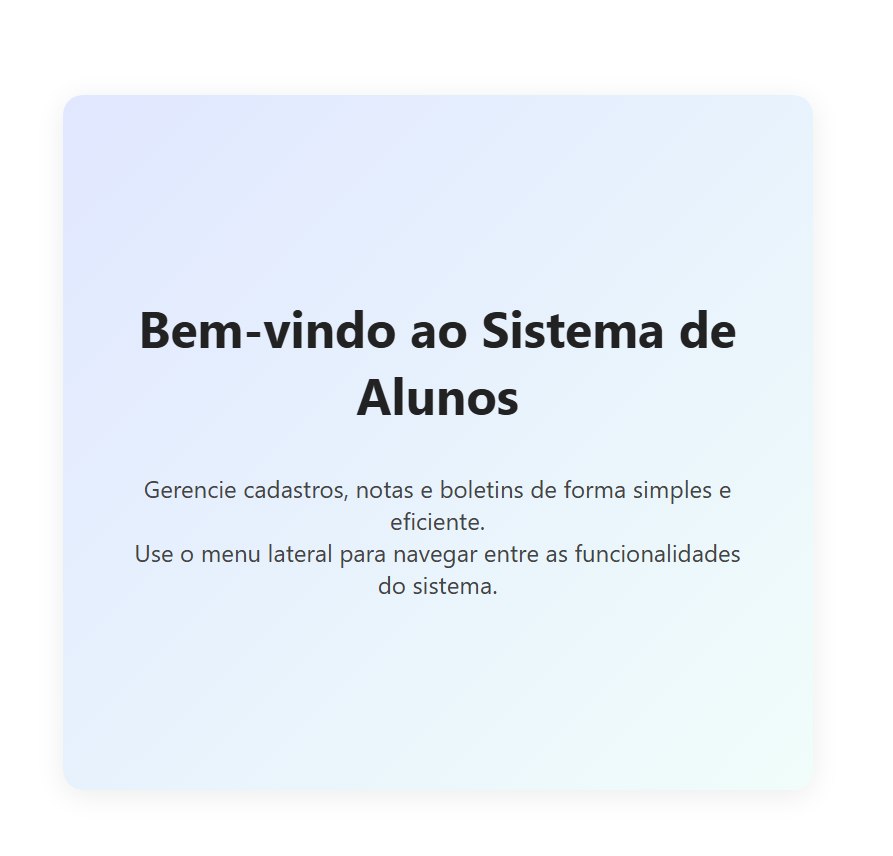 Bem-vindo ao Sistema de
Alunos
Gerencie cadastros, notas e boletins de forma simples e
eficiente.
Use o menu lateral para navegar entre as funcionalidades
do sistema.